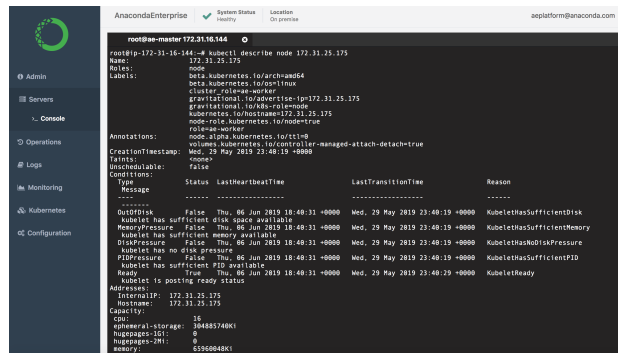 AnacondaEnterprise
System Status
Healthy
Location
On premise
aeplatform@anaconda.com
Admin
Servers
>_ Console
Operations
Logs
Monitoring
Kubernetes
Configuration
root@ae-master 172.31.16.144
root@ip-172-31-16-144:~# kubectl describe node 172.31.25.175
Name: 172.31.25.175
Roles: node
Labels: beta.kubernetes.io/arch=amd64
beta.kubernetes.io/os=linux
cluster_role=ae-worker
gravitational.io/advertise-ip=172.31.25.175
gravitational.io/k8s-role=node
kubernetes.io/hostname=172.31.25.175
node-role.kubernetes.io/node=true
role=ae-worker
Annotations: node.alpha.kubernetes.io/ttl=0
volumes.kubernetes.io/controller-managed-attach-detach=true
CreationTimestamp: Wed, 29 May 2019 23:40:19 +0000
Taints: <none>
Unschedulable: false
Conditions:
Type Status LastHeartbeatTime LastTransitionTime Reason
Message
---- ------ ----------------- ------------------ ------
-------
OutOfDisk False Thu, 06 Jun 2019 18:40:31 +0000 Wed, 29 May 2019 23:40:19 +0000 KubeletHasSufficientDisk
kubelet has sufficient disk space available
MemoryPressure False Thu, 06 Jun 2019 18:40:31 +0000 Wed, 29 May 2019 23:40:19 +0000 KubeletHasSufficientMemory
kubelet has sufficient memory available
DiskPressure False Thu, 06 Jun 2019 18:40:31 +0000 Wed, 29 May 2019 23:40:19 +0000 KubeletHasNoDiskPressure
kubelet has no disk pressure
PIDPressure False Thu, 06 Jun 2019 18:40:31 +0000 Wed, 29 May 2019 23:40:19 +0000 KubeletHasSufficientPID
kubelet has sufficient PID available
Ready True Thu, 06 Jun 2019 18:40:31 +0000 Wed, 29 May 2019 23:40:29 +0000 KubeletReady
kubelet is posting ready status
Addresses:
InternalIP: 172.31.25.175
Hostname: 172.31.25.175
Capacity:
cpu: 16
ephemeral-storage: 304885740Ki
hugepages-1Gi: 0
hugepages-2Mi: 0
memory: 65960048Ki